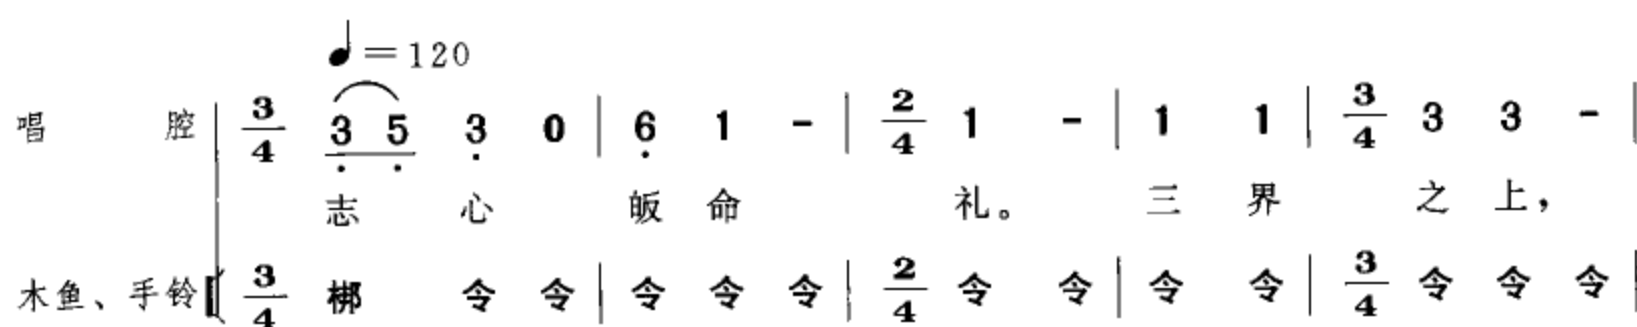 ♩=120
唱 腔 3/4 3 5 3 0 | 6 1 - | 2/4 1 - | 1 1 | 3/4 3 3 - |
志 心 皈 命 礼。 三 界 之 上，
木鱼、手铃 3/4 梆 令 令 | 令 令 令 | 2/4 令 令 | 令 令 | 3/4 令 令 令 |